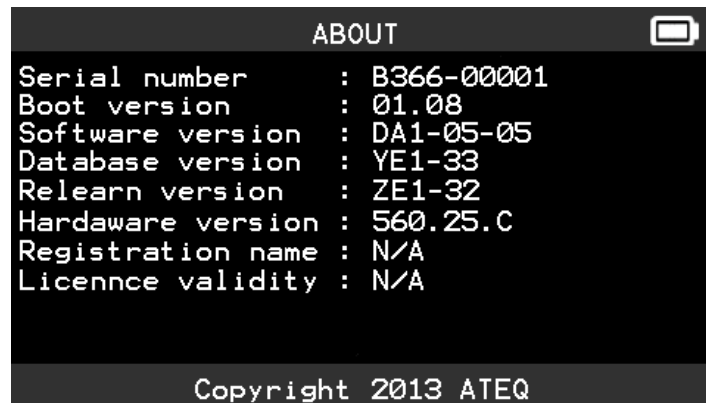 ABOUT
Serial number : B366-00001
Boot version : 01.08
Software version : DA1-05-05
Database version : YE1-33
Relearn version : ZE1-32
Hardaware version : 560.25.C
Registration name : N/A
Licennce validity : N/A
Copyright 2013 ATEQ